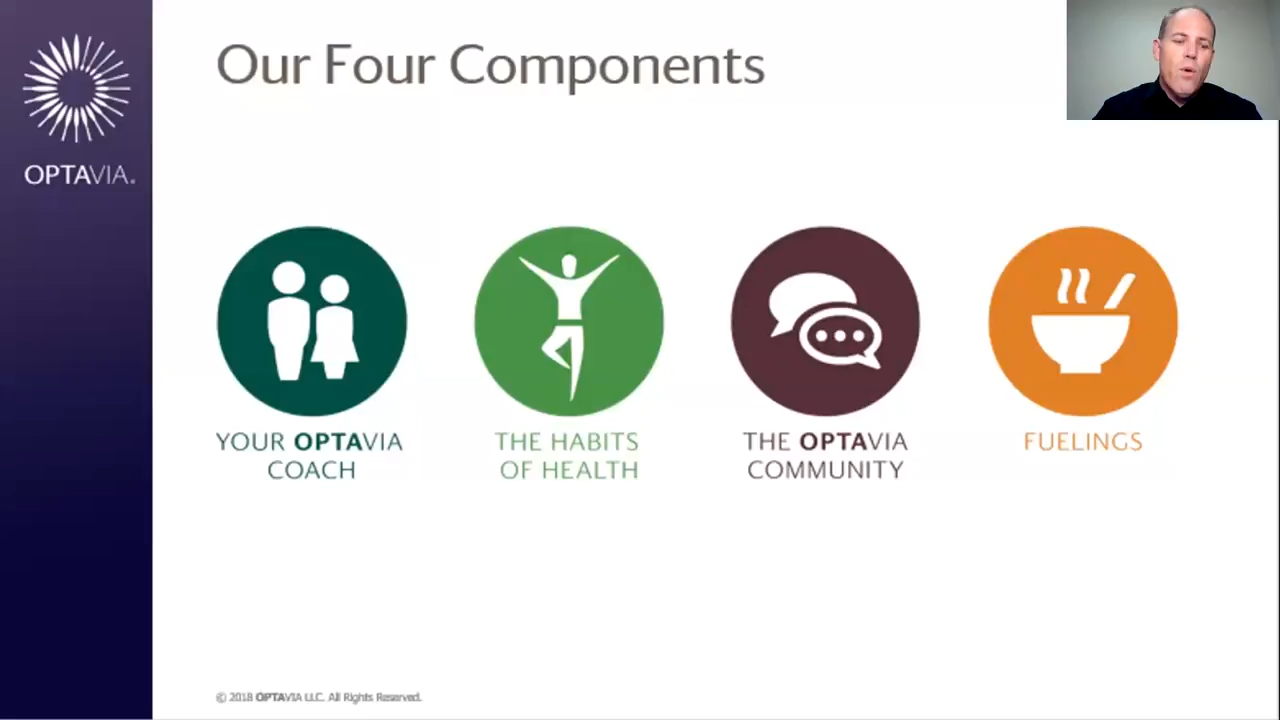 Our Four Components
OPTAVIA®
YOUR OPTAVIA
COACH
THE HABITS
OF HEALTH
THE OPTAVIA
COMMUNITY
FUELINGS
© 2018 OPTAVIA LLC. All Rights Reserved.